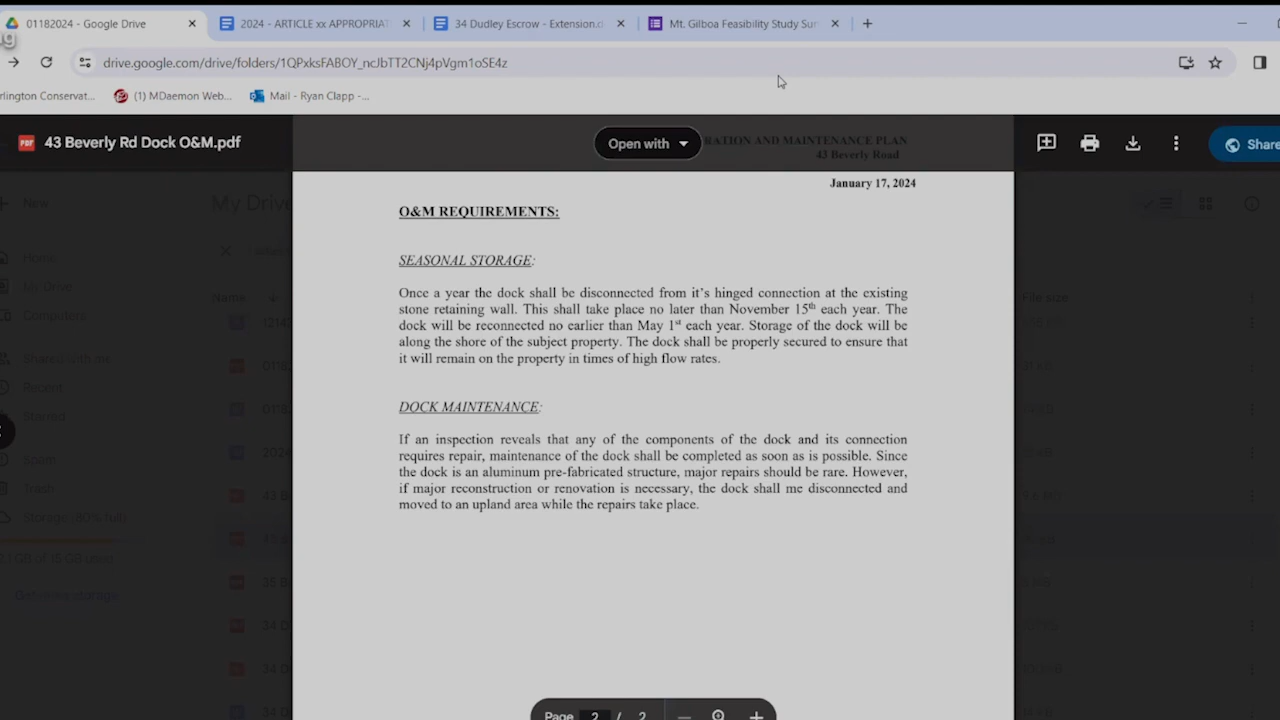 01182024 - Google Drive
2024 - ARTICLE xx APPROPRIAT
34 Dudley Escrow - Extension.d
Mt. Gilboa Feasibility Study Sur
drive.google.com/drive/folders/1QPxksFABOY_ncJbTT2CNj4pVgm1oSE4z
rlington Conservat...
(1) MDaemon Web...
Mail - Ryan Clapp -...
PDF
43 Beverly Rd Dock O&M.pdf
Open with
RATION AND MAINTENANCE PLAN
Share
43 Beverly Road
January 17, 2024
O&M REQUIREMENTS:
SEASONAL STORAGE:
Once a year the dock shall be disconnected from it's hinged connection at the existing
stone retaining wall. This shall take place no later than November 15th each year. The
dock will be reconnected no earlier than May 1st each year. Storage of the dock will be
along the shore of the subject property. The dock shall be properly secured to ensure that
it will remain on the property in times of high flow rates.
DOCK MAINTENANCE:
If an inspection reveals that any of the components of the dock and its connection
requires repair, maintenance of the dock shall be completed as soon as is possible. Since
the dock is an aluminum pre-fabricated structure, major repairs should be rare. However,
if major reconstruction or renovation is necessary, the dock shall me disconnected and
moved to an upland area while the repairs take place.
Page 2 / 2
New
My Drive
Home
My Drive
Computers
Shared with me
Recent
Starred
Spam
Trash
Storage (80% full)
Get more storage
Name
File size